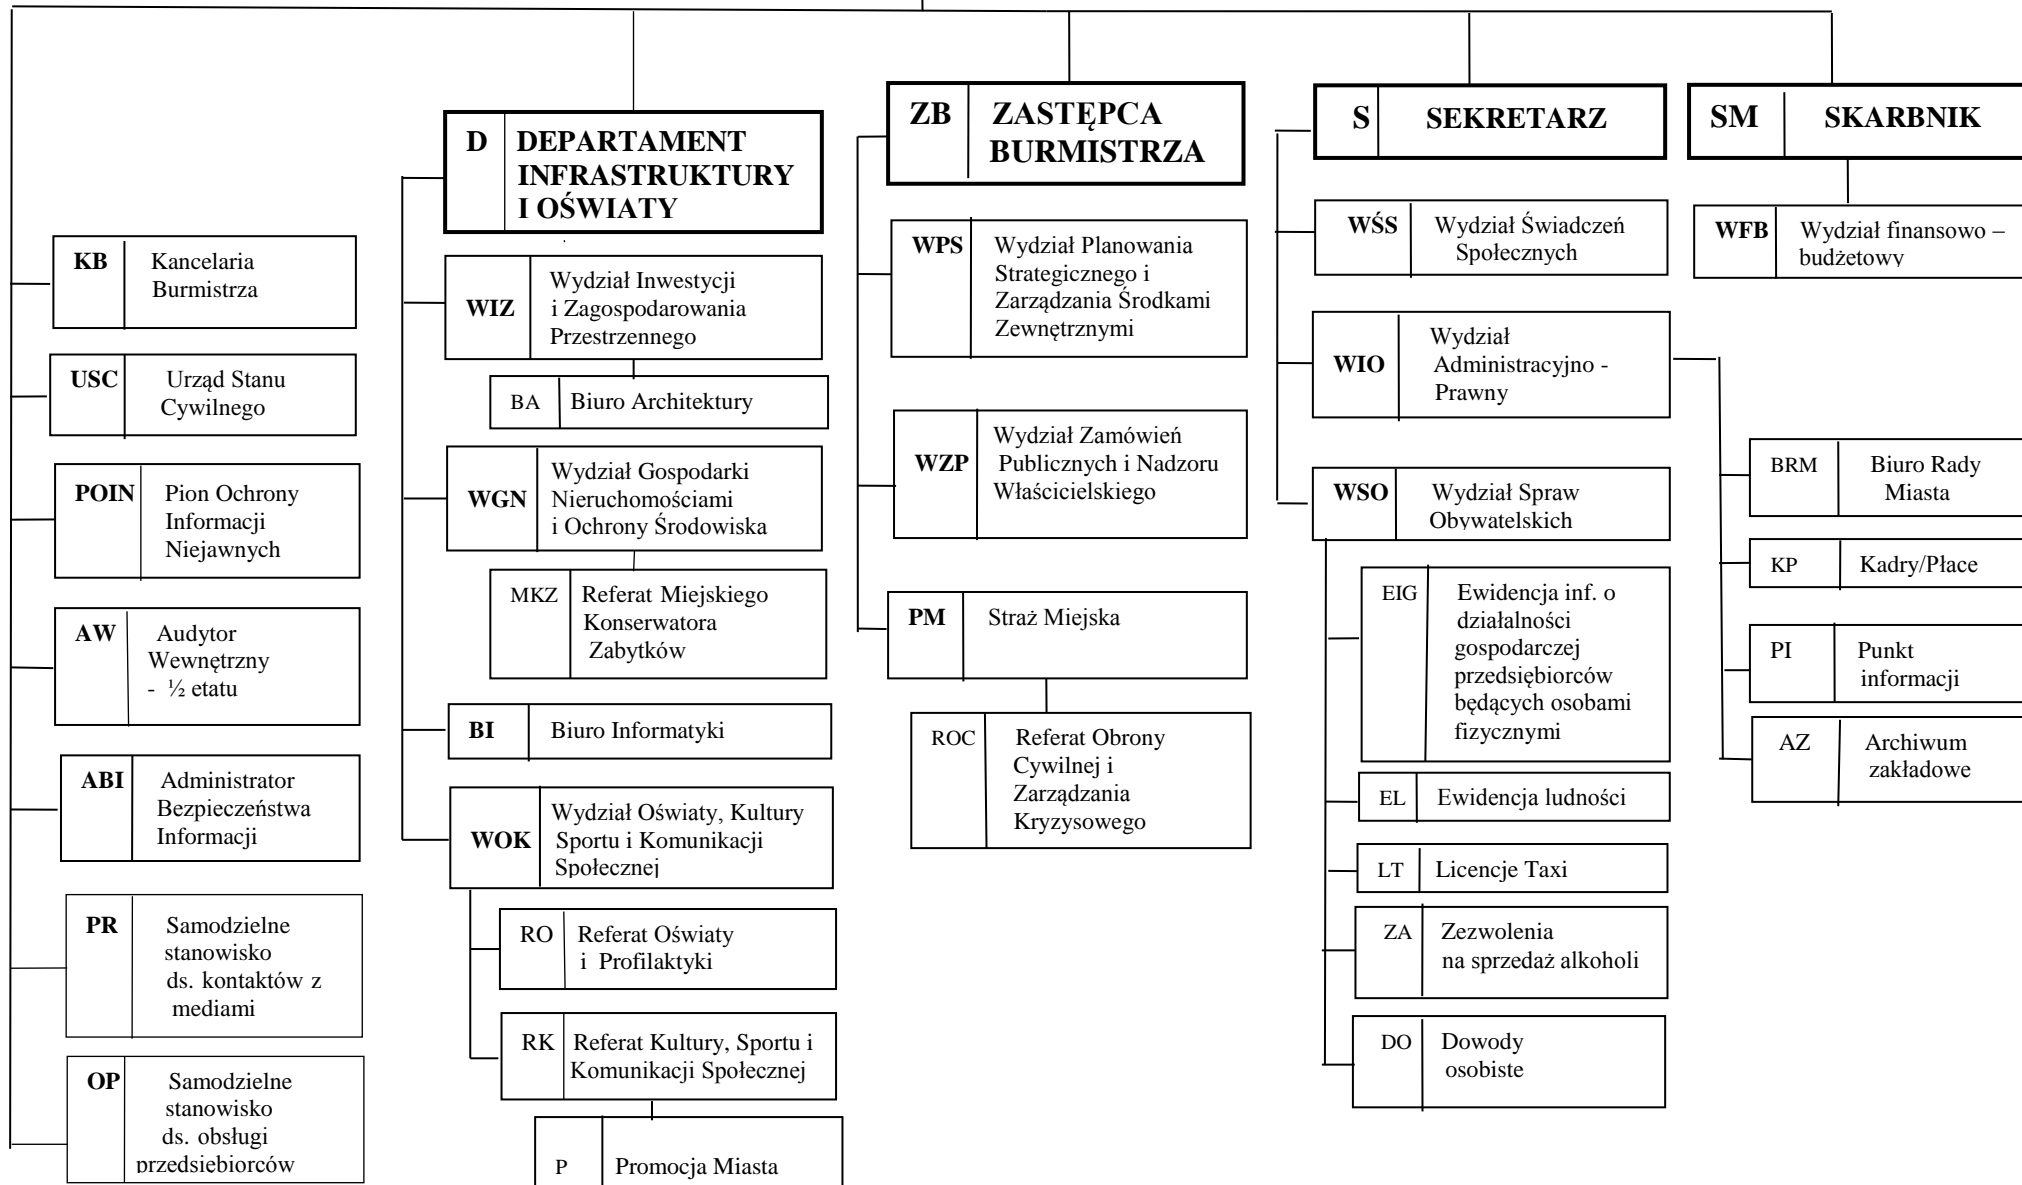 KB Kancelaria
Burmistrza
USC Urząd Stanu
Cywilnego
POIN Pion Ochrony
Informacji
Niejawnych
AW Audytor
Wewnętrzny
- ½ etatu
ABI Administrator
Bezpieczeństwa
Informacji
PR Samodzielne
stanowisko
ds. kontaktów z
mediami
OP Samodzielne
stanowisko
ds. obsługi
przedsiębiorców
D DEPARTAMENT
INFRASTRUKTURY
I OŚWIATY
WIZ Wydział Inwestycji
i Zagospodarowania
Przestrzennego
BA Biuro Architektury
WGN Wydział Gospodarki
Nieruchomościami
i Ochrony Środowiska
MKZ Referat Miejskiego
Konserwatora
Zabytków
BI Biuro Informatyki
WOK Wydział Oświaty, Kultury
Sportu i Komunikacji
Społecznej
RO Referat Oświaty
i Profilaktyki
RK Referat Kultury, Sportu i
Komunikacji Społecznej
P Promocja Miasta
ZB ZASTĘPCA
BURMISTRZA
WPS Wydział Planowania
Strategicznego i
Zarządzania Środkami
Zewnętrznymi
WZP Wydział Zamówień
Publicznych i Nadzoru
Właścicielskiego
PM Straż Miejska
ROC Referat Obrony
Cywilnej i
Zarządzania
Kryzysowego
S SEKRETARZ
WŚS Wydział Świadczeń
Społecznych
WIO Wydział
Administracyjno -
Prawny
WSO Wydział Spraw
Obywatelskich
EIG Ewidencja inf. o
działalności
gospodarczej
przedsiębiorców
będących osobami
fizycznymi
EL Ewidencja ludności
LT Licencje Taxi
ZA Zezwolenia
na sprzedaż alkoholi
DO Dowody
osobiste
BRM Biuro Rady
Miasta
KP Kadry/Płace
PI Punkt
informacji
AZ Archiwum
zakładowe
SM SKARBNIK
WFB Wydział finansowo –
budżetowy